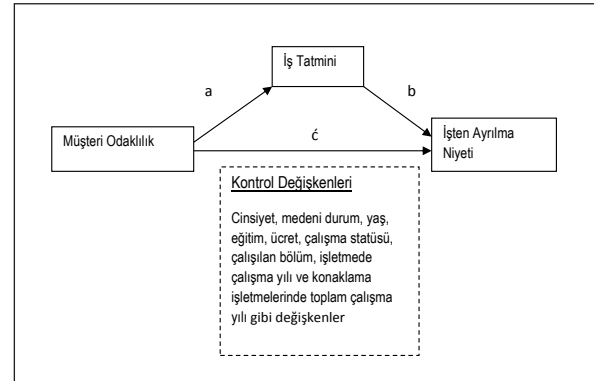 İş Tatmini
a
b
Müşteri Odaklılık
ć
İşten Ayrılma
Niyeti
Kontrol Değişkenleri
Cinsiyet, medeni durum, yaş,
eğitim, ücret, çalışma statüsü,
çalışılan bölüm, işletmede
çalışma yılı ve konaklama
işletmelerinde toplam çalışma
yılı gibi değişkenler